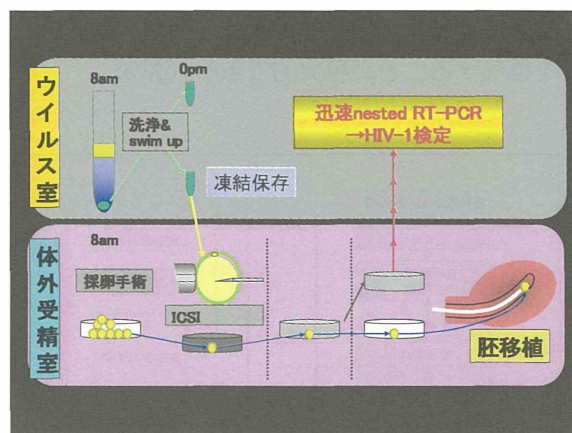 ウイルス室
8am
0pm
洗浄&
swim up
凍結保存
迅速nested RT-PCR
→HIV-1検定
体外受精室
8am
採卵手術
ICSI
胚移植